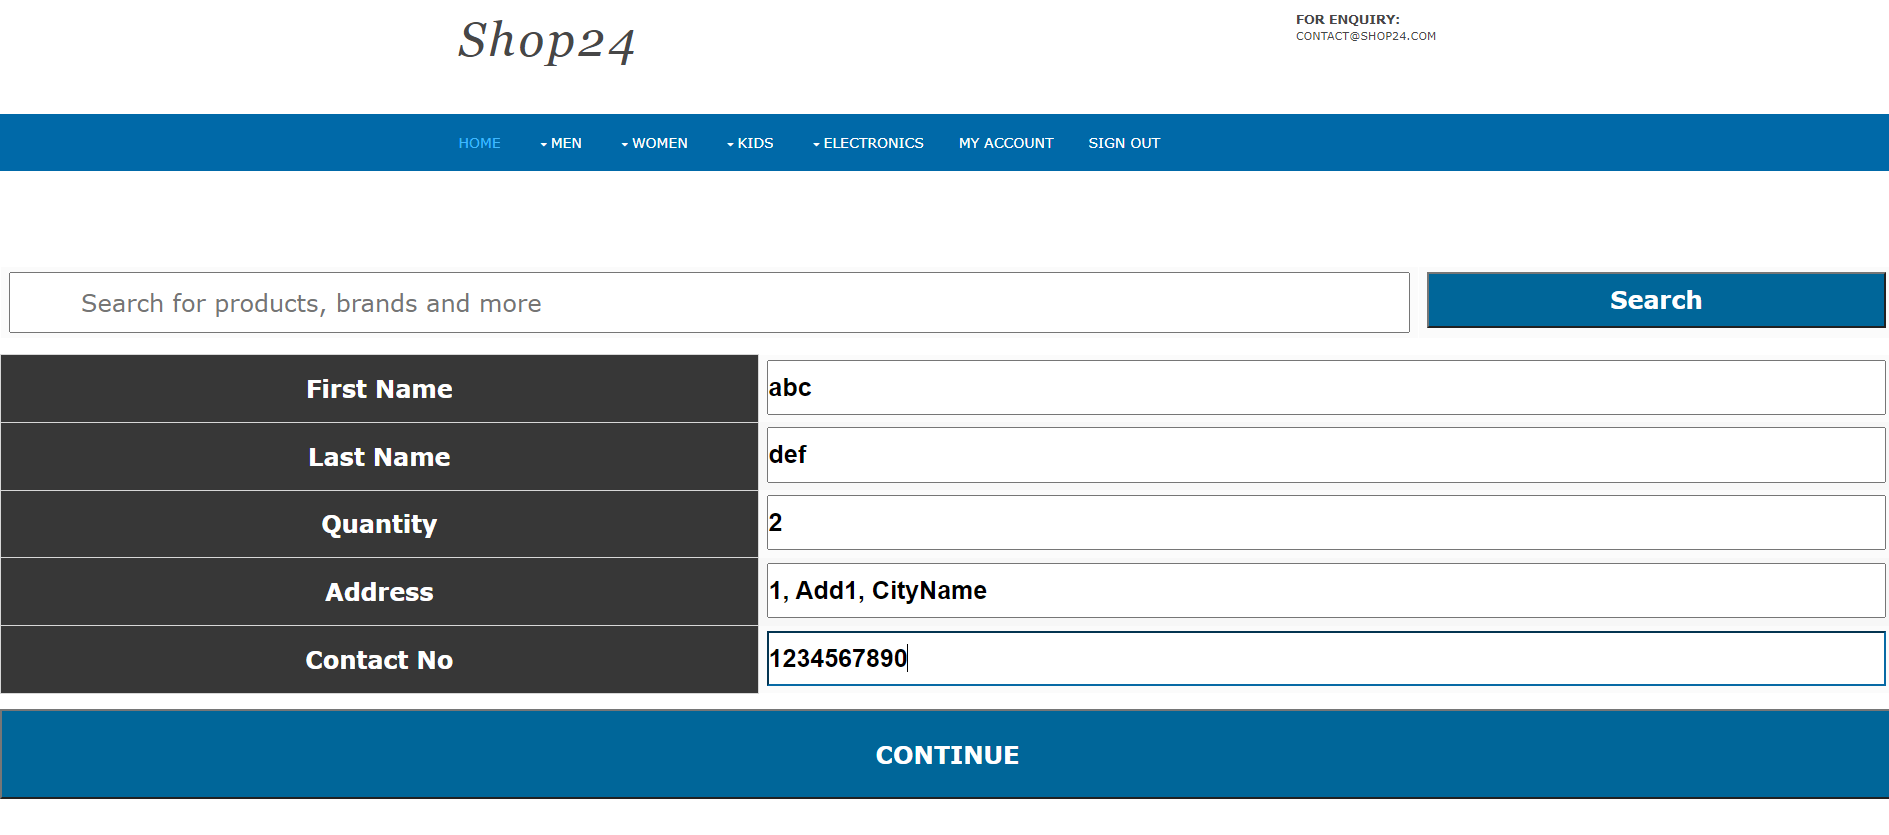 Shop24
FOR ENQUIRY:
CONTACT@SHOP24.COM
HOME MEN WOMEN KIDS ELECTRONICS MY ACCOUNT SIGN OUT
Search for products, brands and more Search
First Name abc
Last Name def
Quantity 2
Address 1, Add1, CityName
Contact No 1234567890
CONTINUE